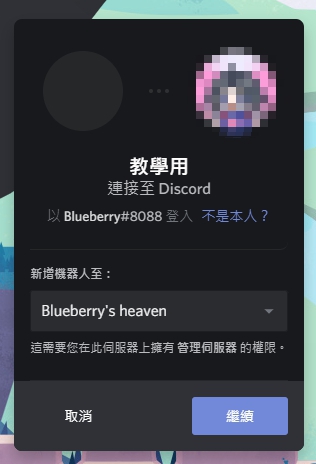 教學用
連接至 Discord
以 Blueberry#8088 登入 不是本人？
新增機器人至：
Blueberry's heaven
這需要您在此伺服器上擁有 管理伺服器 的權限。
取消
繼續